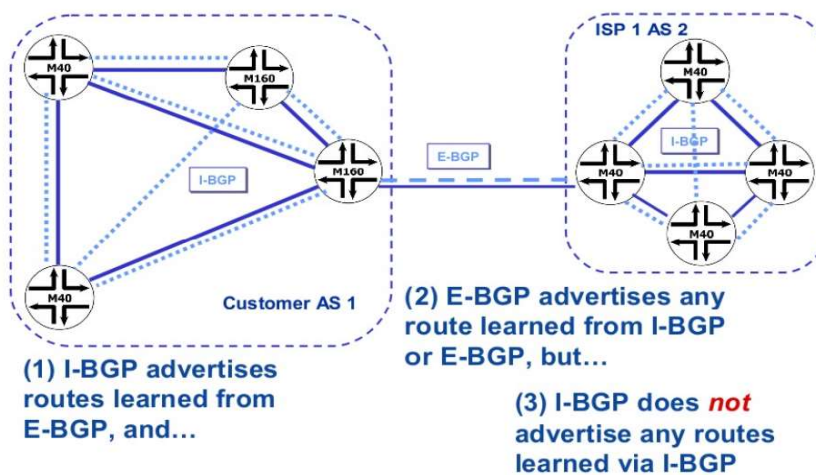 ISP 1 AS 2
M40
M160
M40
I-BGP
M160
E-BGP
M40
I-BGP
M40
M40
M40
Customer AS 1
(1) I-BGP advertises
routes learned from
E-BGP, and...
(2) E-BGP advertises any
route learned from I-BGP
or E-BGP, but...
(3) I-BGP does not
advertise any routes
learned via I-BGP